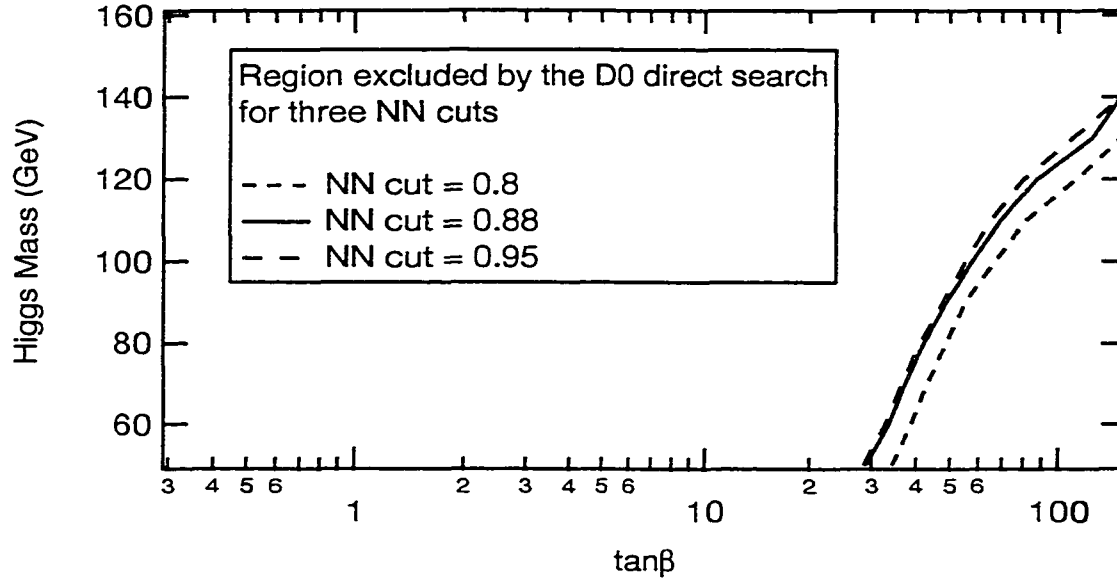 160
140
120
100
80
60
Higgs Mass (GeV)
Region excluded by the D0 direct search
for three NN cuts
NN cut = 0.8
NN cut = 0.88
NN cut = 0.95
3 4 5 6 2 3 4 5 6 2 3 4 5 6
1 10 100
tanβ